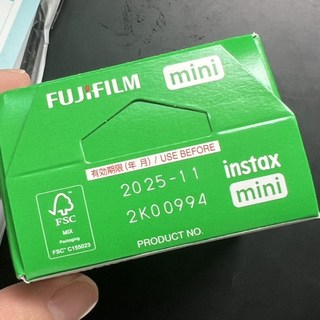 FUJIFILM
mini
有効期限(年 月) / USE BEFORE
2025-11
2K00994
PRODUCT NO.
instax
mini
FSC
MIX
Packaging
FSC® C155023